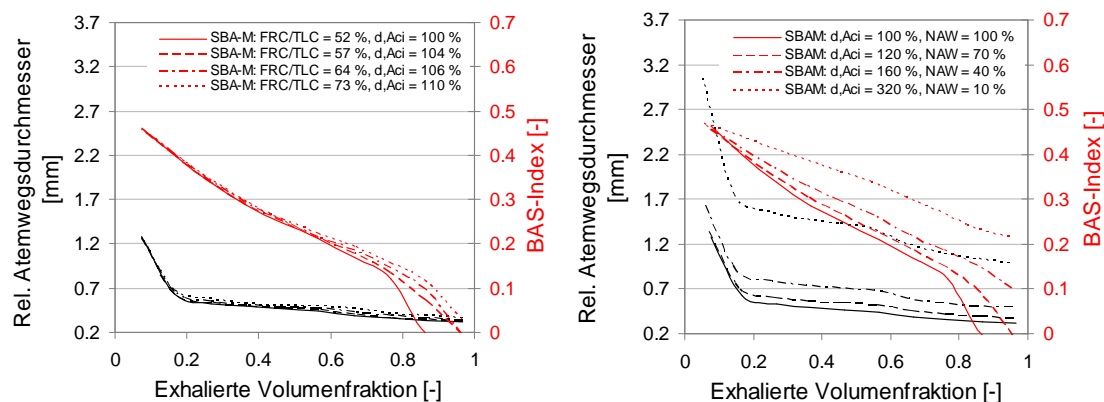 3.7
3.2
2.7
2.2
1.7
1.2
0.7
0.2
Rel. Atemwegsdurchmesser
[mm]
SBA-M: FRC/TLC = 52 %, d,Aci = 100 %
SBA-M: FRC/TLC = 57 %, d,Aci = 104 %
SBA-M: FRC/TLC = 64 %, d,Aci = 106 %
SBA-M: FRC/TLC = 73 %, d,Aci = 110 %
0.7
0.6
0.5
0.4
0.3
0.2
0.1
0
BAS-Index [-]
0 0.2 0.4 0.6 0.8 1
Exhalierte Volumenfraktion [-]
3.7
3.2
2.7
2.2
1.7
1.2
0.7
0.2
Rel. Atemwegsdurchmesser
[mm]
SBAM: d,Aci = 100 %, NAW = 100 %
SBAM: d,Aci = 120 %, NAW = 70 %
SBAM: d,Aci = 160 %, NAW = 40 %
SBAM: d,Aci = 320 %, NAW = 10 %
0.7
0.6
0.5
0.4
0.3
0.2
0.1
0
BAS-Index [-]
0 0.2 0.4 0.6 0.8 1
Exhalierte Volumenfraktion [-]